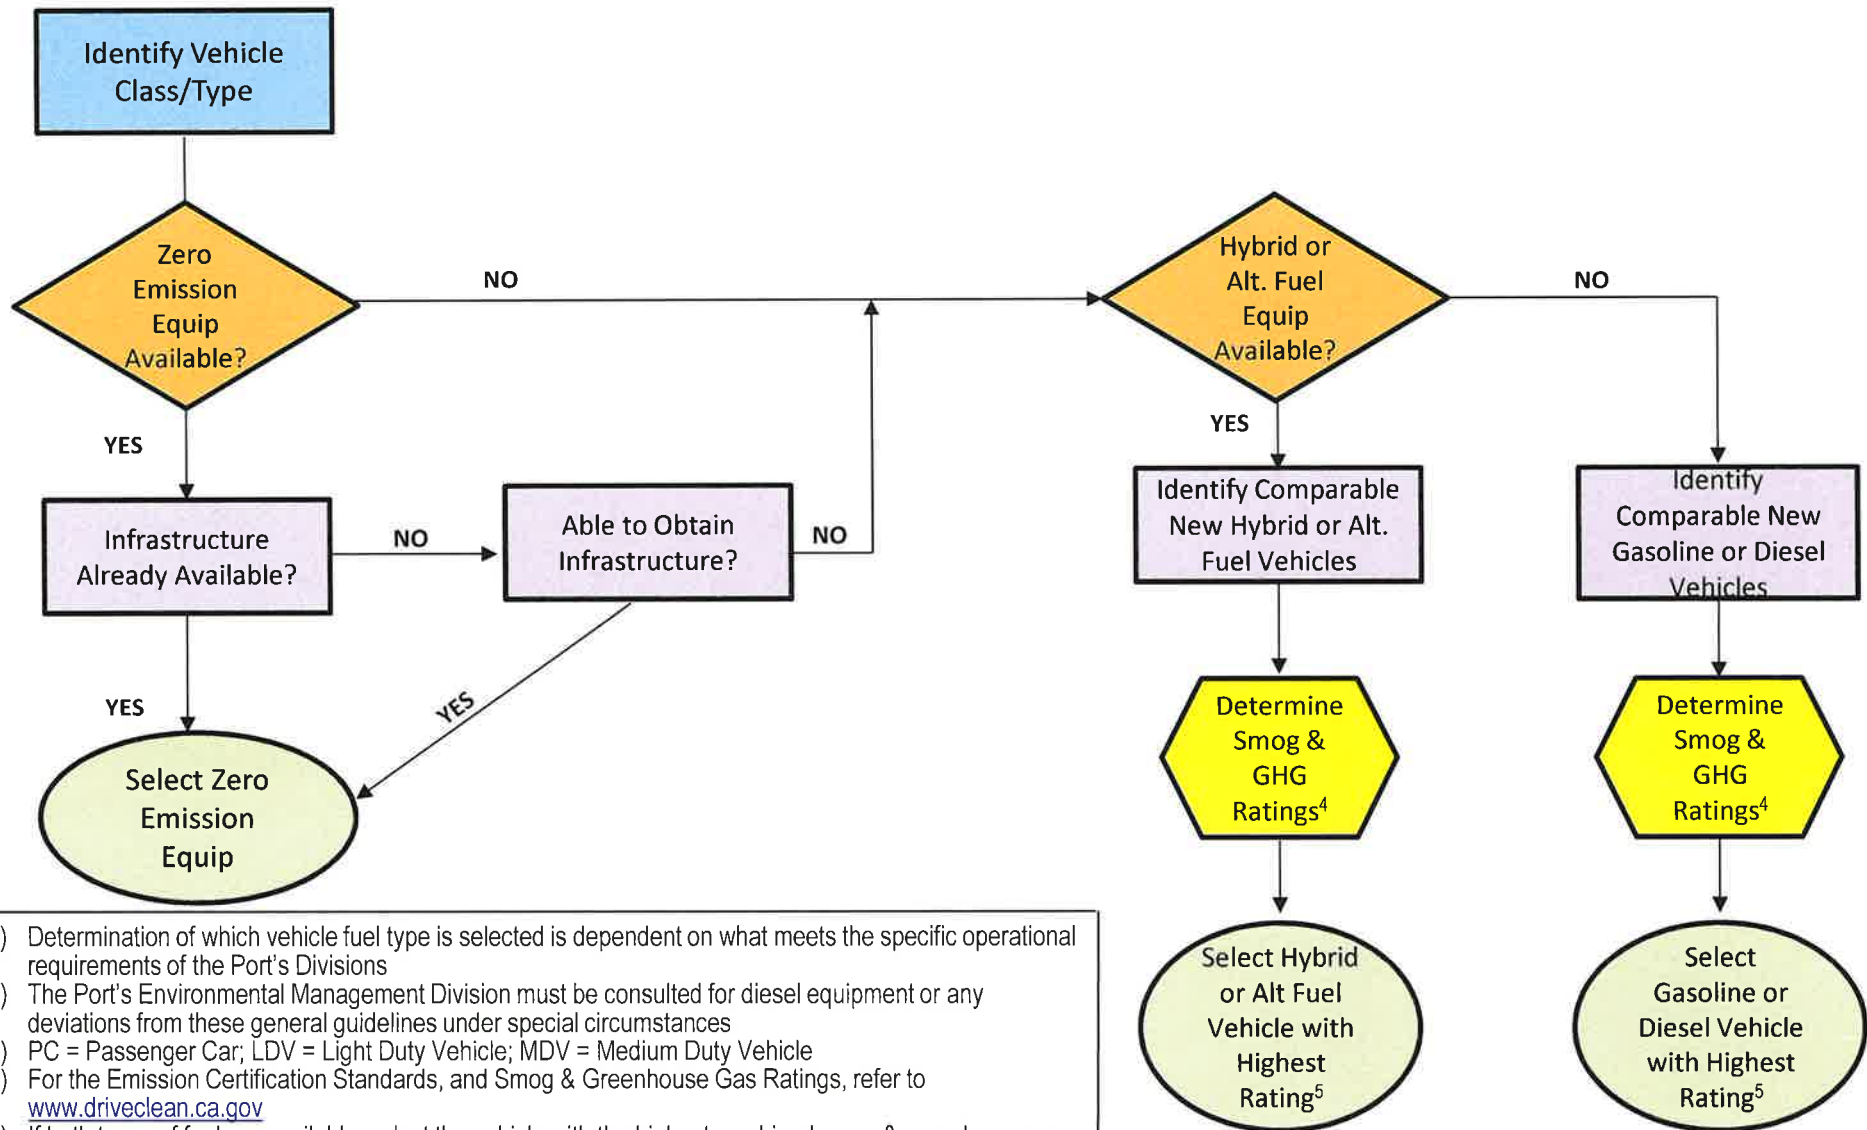 Identify Vehicle
Class/Type
Zero
Emission
Equip
Available?
NO
Hybrid or
Alt. Fuel
Equip
Available?
NO
YES
YES
Infrastructure
Already Available?
NO
Able to Obtain
Infrastructure?
NO
Identify Comparable
New Hybrid or Alt.
Fuel Vehicles
Identify
Comparable New
Gasoline or Diesel
Vehicles
YES
YES
Select Zero
Emission
Equip
Determine
Smog &
GHG
Ratings4
Determine
Smog &
GHG
Ratings4
Select Hybrid
or Alt Fuel
Vehicle with
Highest
Rating5
Select
Gasoline or
Diesel Vehicle
with Highest
Rating5
) Determination of which vehicle fuel type is selected is dependent on what meets the specific operational
requirements of the Port's Divisions
) The Port's Environmental Management Division must be consulted for diesel equipment or any
deviations from these general guidelines under special circumstances
) PC = Passenger Car; LDV = Light Duty Vehicle; MDV = Medium Duty Vehicle
) For the Emission Certification Standards, and Smog & Greenhouse Gas Ratings, refer to
www.driveclean.ca.gov